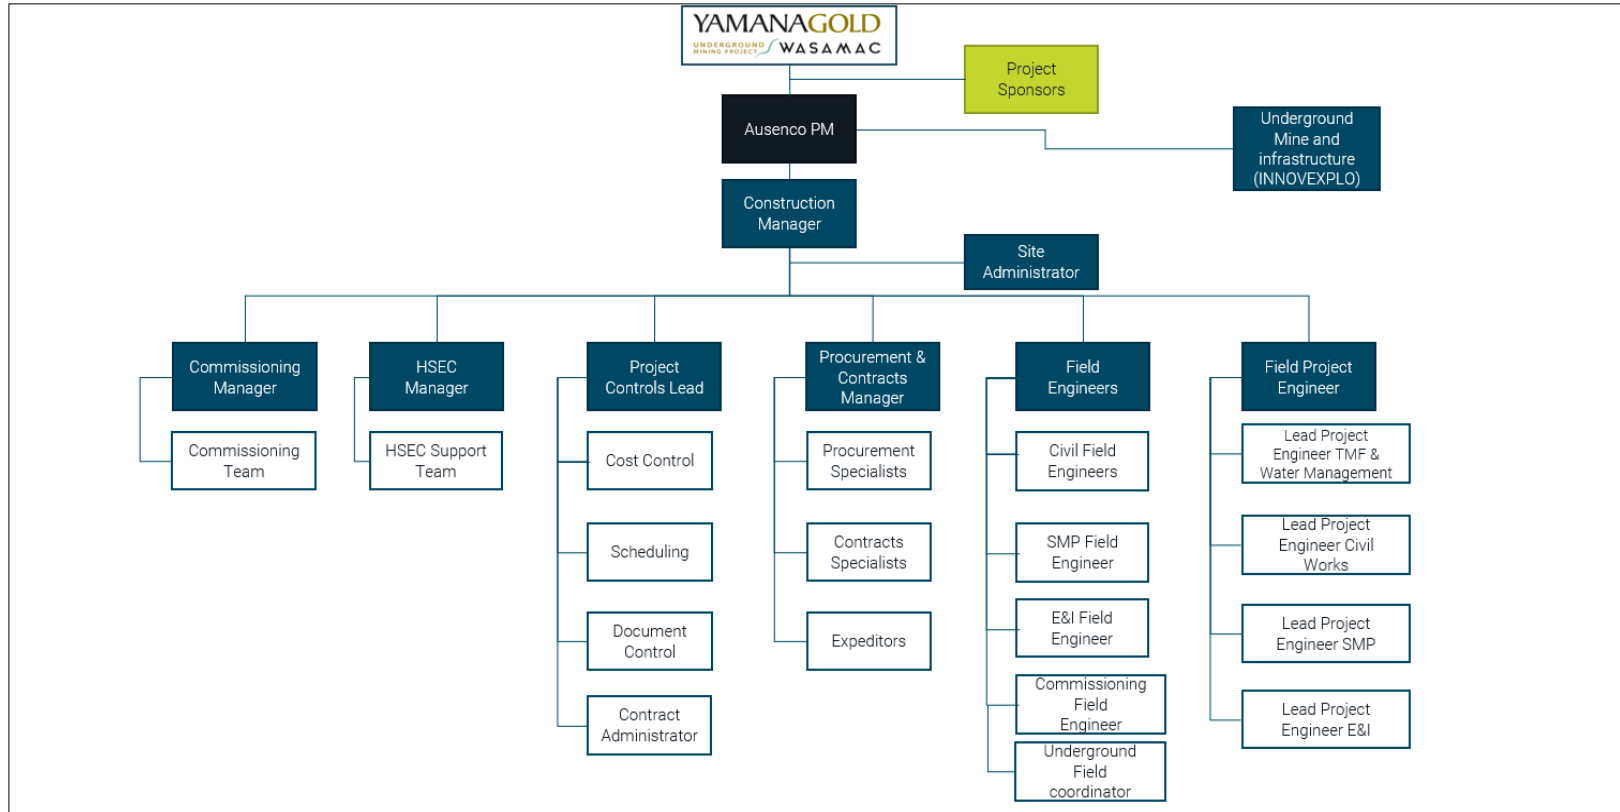 YAMANAGOLD
UNDERGROUND
MINING PROJECT
WASAMAC
Project
Sponsors
Ausenco PM
Underground
Mine and
infrastructure
(INNOVEXPLO)
Construction
Manager
Site
Administrator
Commissioning
Manager
HSEC
Manager
Project
Controls Lead
Procurement &
Contracts
Manager
Field
Engineers
Field Project
Engineer
Commissioning
Team
HSEC Support
Team
Cost Control
Scheduling
Document
Control
Contract
Administrator
Procurement
Specialists
Contracts
Specialists
Expeditors
Civil Field
Engineers
SMP Field
Engineer
E&I Field
Engineer
Commissioning
Field
Engineer
Underground
Field
coordinator
Lead Project
Engineer TMF &
Water Management
Lead Project
Engineer Civil
Works
Lead Project
Engineer SMP
Lead Project
Engineer E&I